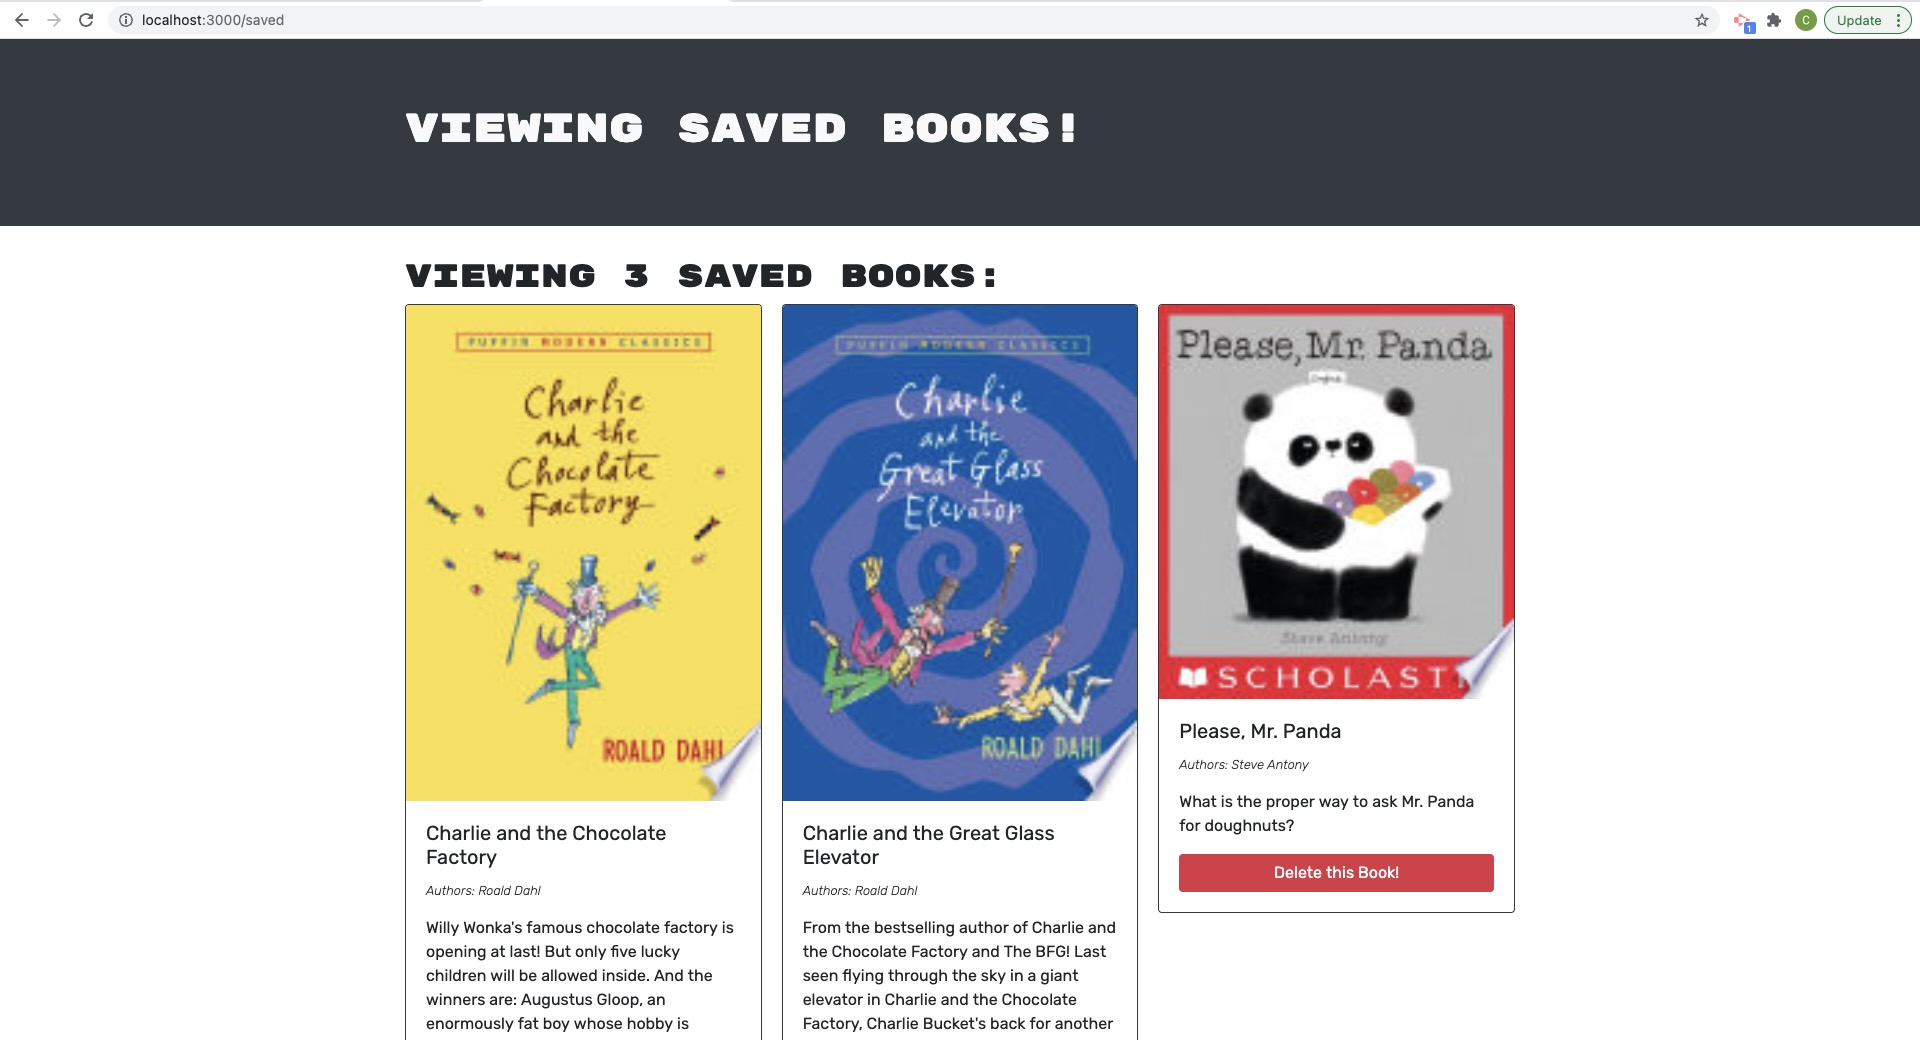 localhost:3000/saved
1
C
Update
VIEWING SAVED BOOKS!
VIEWING 3 SAVED BOOKS:
PUFFIN MODERN CLASSICS
Charlie
and the
Chocolate
Factory
ROALD DAHL
Charlie and the Chocolate
Factory
Authors: Roald Dahl
Willy Wonka's famous chocolate factory is
opening at last! But only five lucky
children will be allowed inside. And the
winners are: Augustus Gloop, an
enormously fat boy whose hobby is
PUFFIN MODERN CLASSICS
Charlie
and the
Great Glass
Elevator
ROALD DAHL
Charlie and the Great Glass
Elevator
Authors: Roald Dahl
From the bestselling author of Charlie and
the Chocolate Factory and The BFG! Last
seen flying through the sky in a giant
elevator in Charlie and the Chocolate
Factory, Charlie Bucket's back for another
Please, Mr. Panda
Steve Antony
SCHOLASTI
Please, Mr. Panda
Authors: Steve Antony
What is the proper way to ask Mr. Panda
for doughnuts?
Delete this Book!